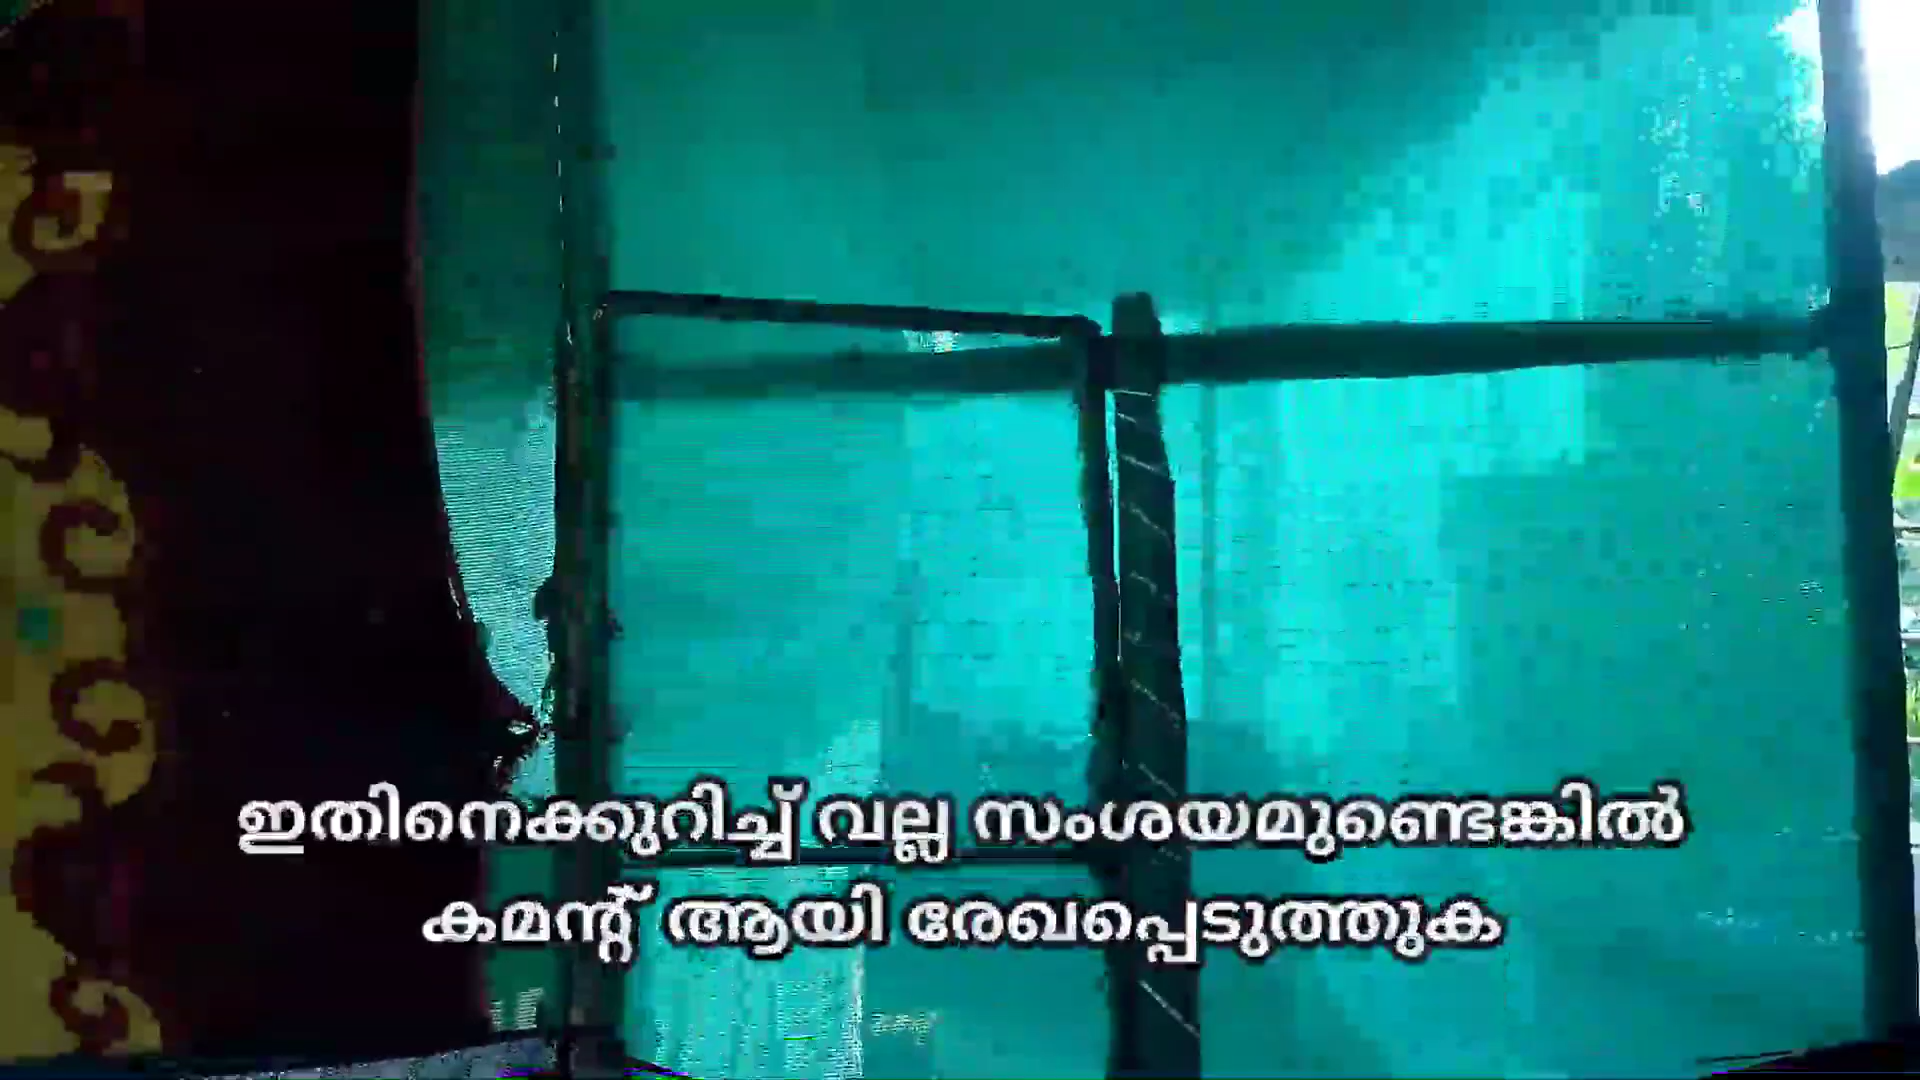 ഇതിനെക്കുറിച്ച് വല്ല സംശയമുണ്ടെങ്കിൽ
കമന്റ് ആയി രേഖപ്പെടുത്തുക